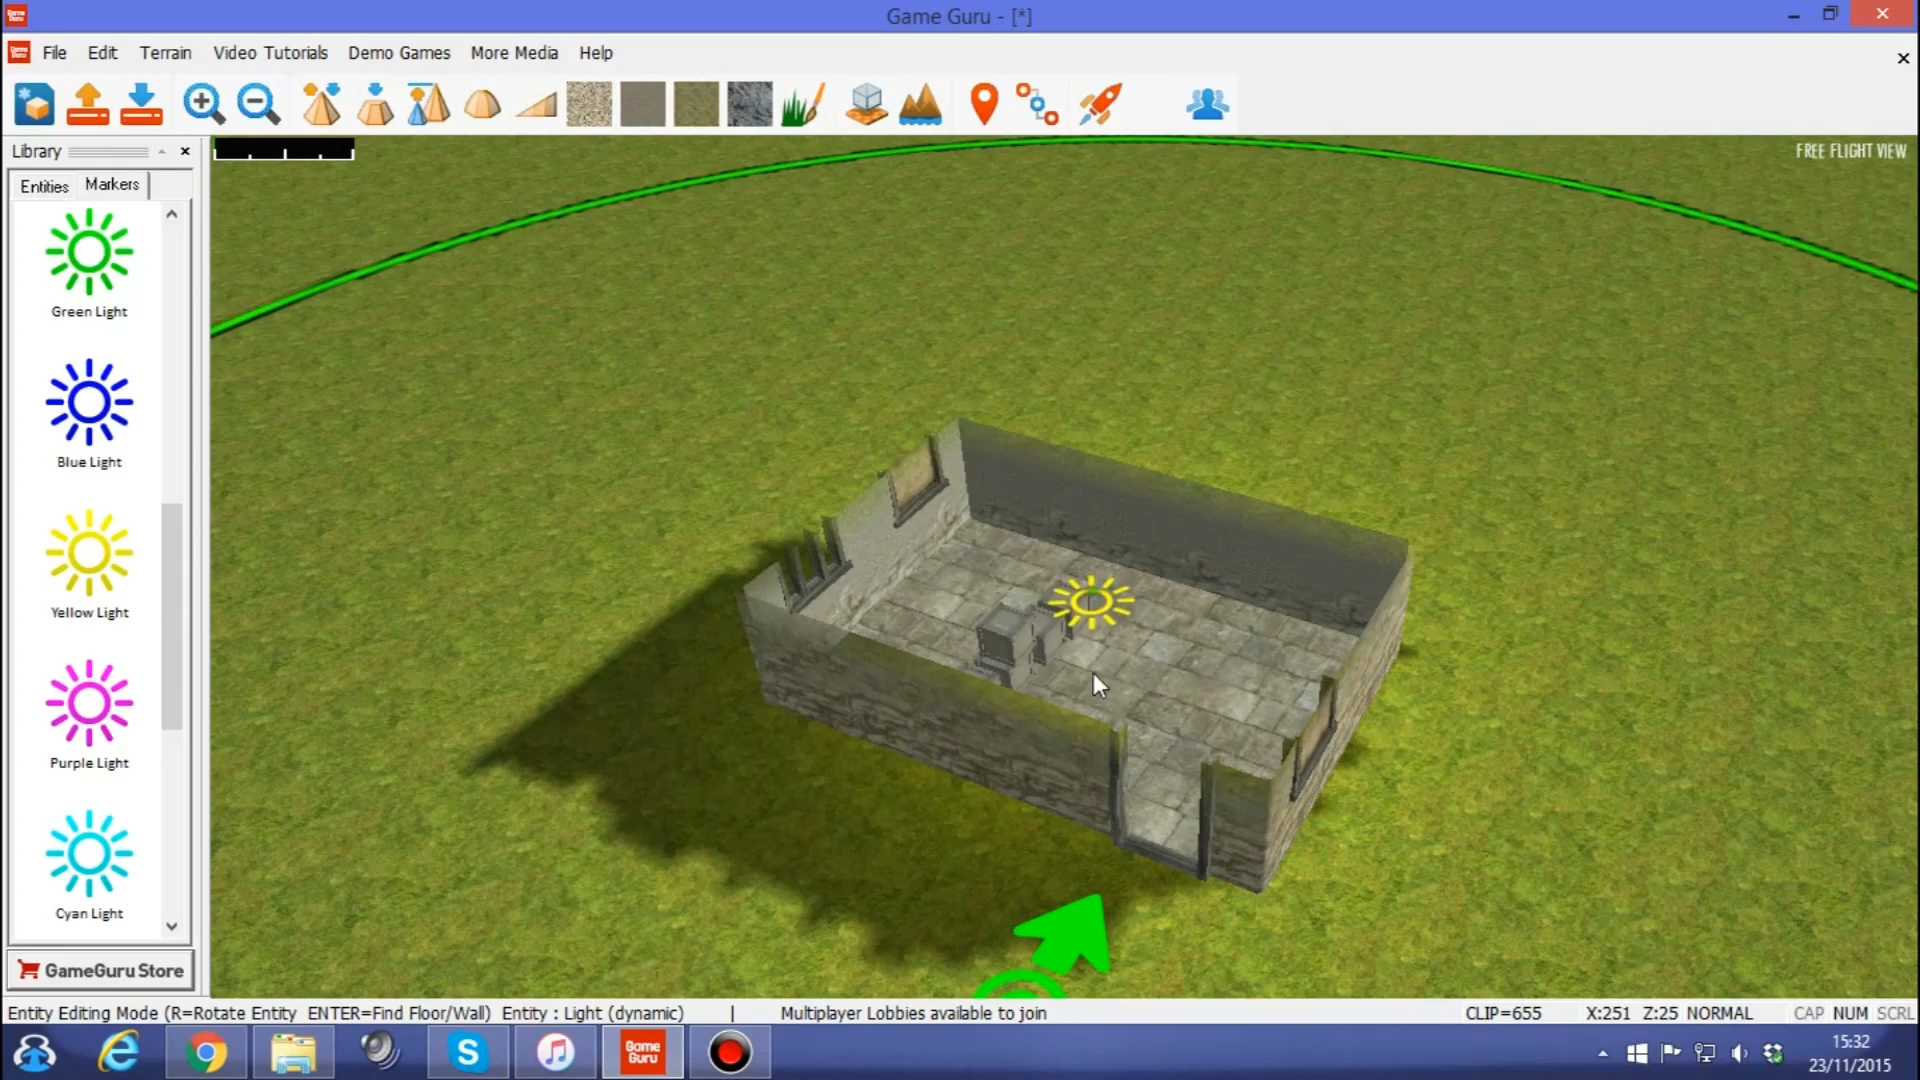 Game Guru - [*]
File Edit Terrain Video Tutorials Demo Games More Media Help
Library
FREE FLIGHT VIEW
Entities Markers
Green Light
Blue Light
Yellow Light
Purple Light
Cyan Light
GameGuru Store
Entity Editing Mode (R=Rotate Entity ENTER=Find Floor/Wall) Entity : Light (dynamic) | Multiplayer Lobbies available to join CLIP=655 X:251 Z:25 NORMAL CAP NUM SCRL
Game
Guru
15:32
23/11/2015